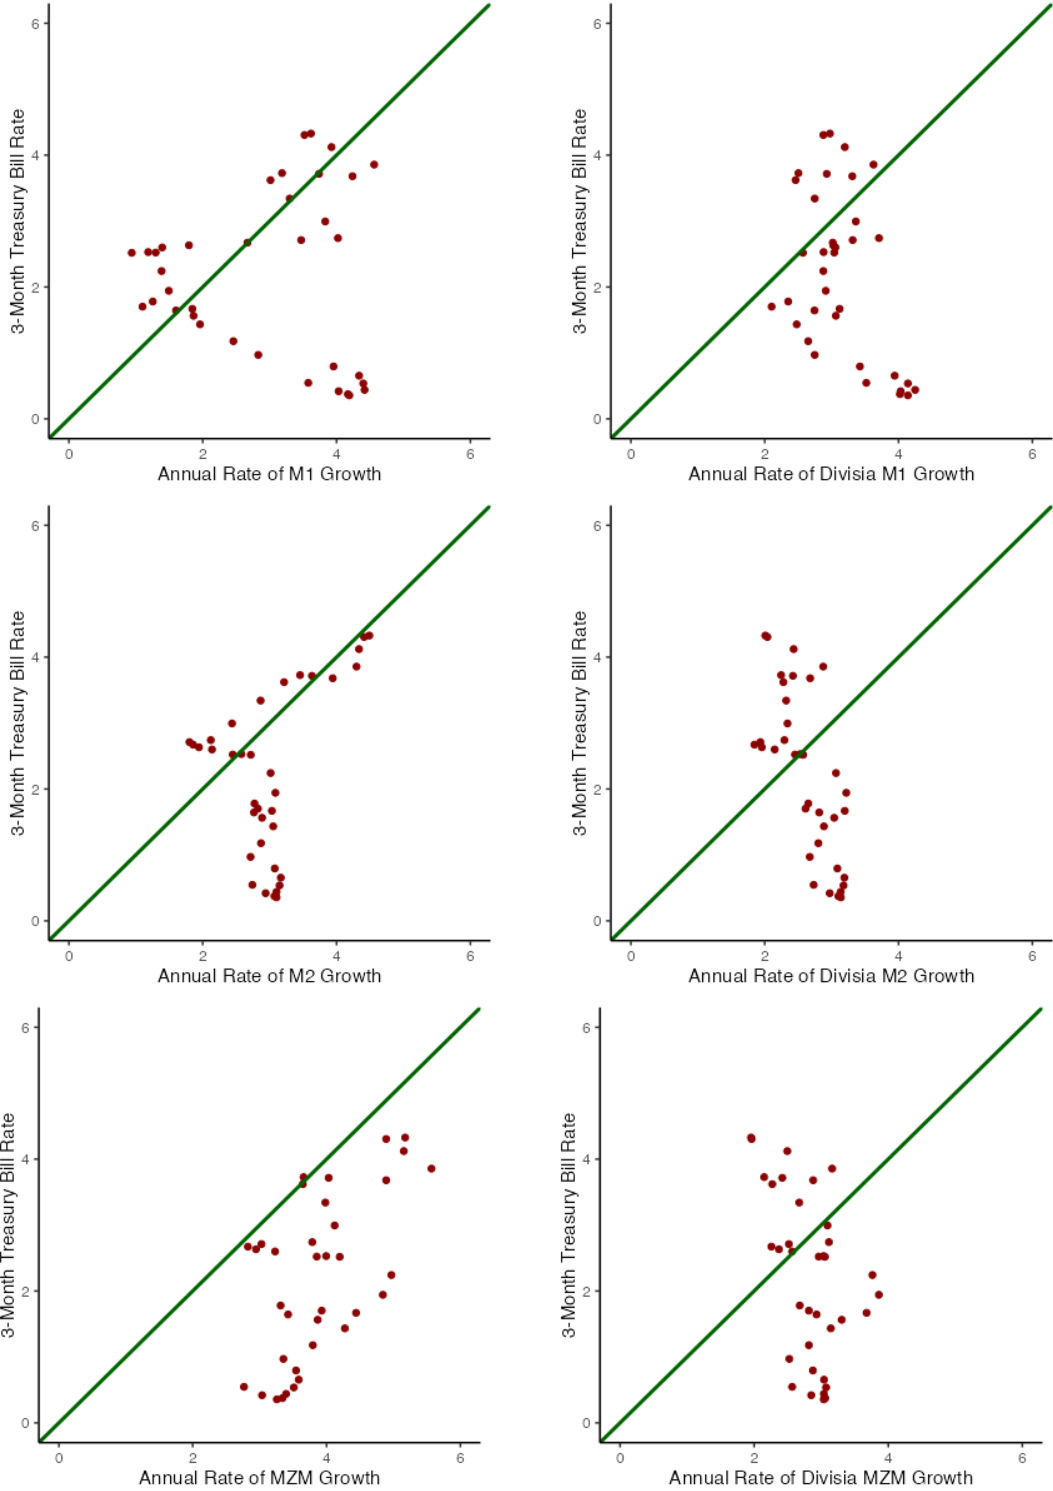 6
4
2
0
3-Month Treasury Bill Rate
0 2 4 6
Annual Rate of M1 Growth
6
4
2
0
3-Month Treasury Bill Rate
0 2 4 6
Annual Rate of Divisia M1 Growth
6
4
2
0
3-Month Treasury Bill Rate
0 2 4 6
Annual Rate of M2 Growth
6
4
2
0
3-Month Treasury Bill Rate
0 2 4 6
Annual Rate of Divisia M2 Growth
6
4
2
0
3-Month Treasury Bill Rate
0 2 4 6
Annual Rate of MZM Growth
6
4
2
0
3-Month Treasury Bill Rate
0 2 4 6
Annual Rate of Divisia MZM Growth